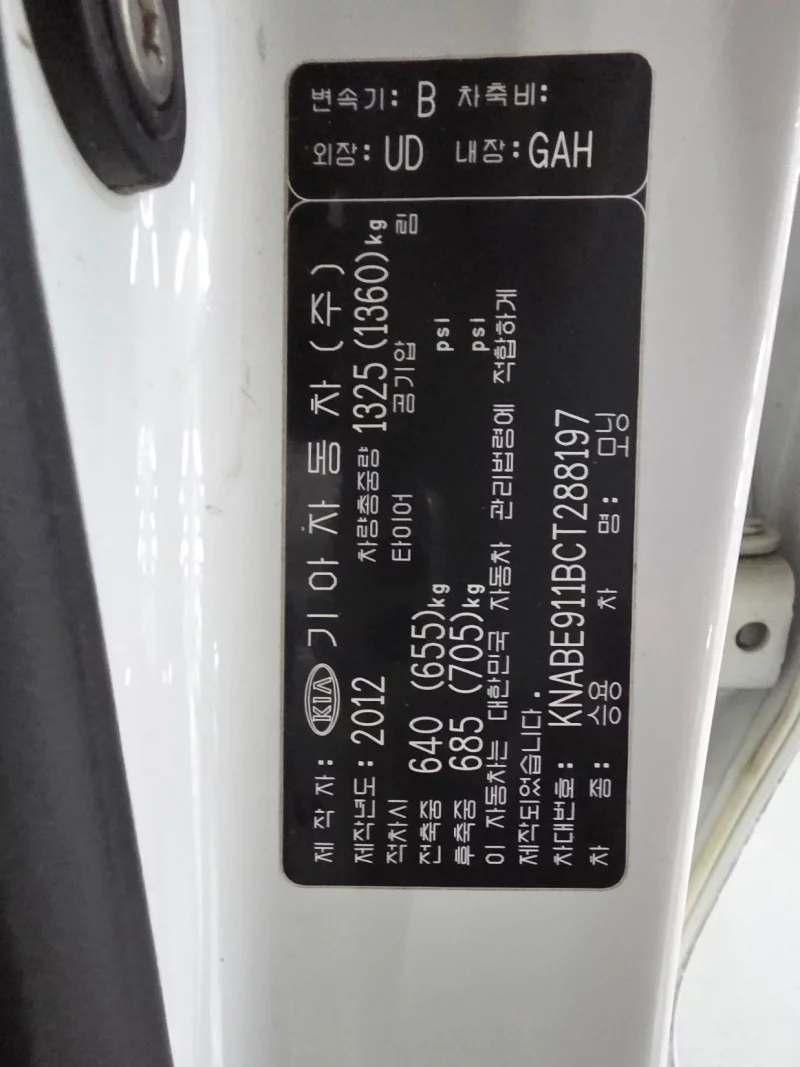 변속기: B 차축비:
외장: UD 내장: GAH
제 작 자: KIA 기 아 자 동 차 (주)
제작년도: 2012 차량총중량 1325 (1360)kg
적차시 타이어 공기압 림
전축중 640 (655)kg psi
후축중 685 (705)kg psi
이 자동차는 대한민국 자동차 관리법령에 적합하게
제작되었습니다.
차대번호: KNABE911BCT288197
차 종: 승용 차 명: 모닝